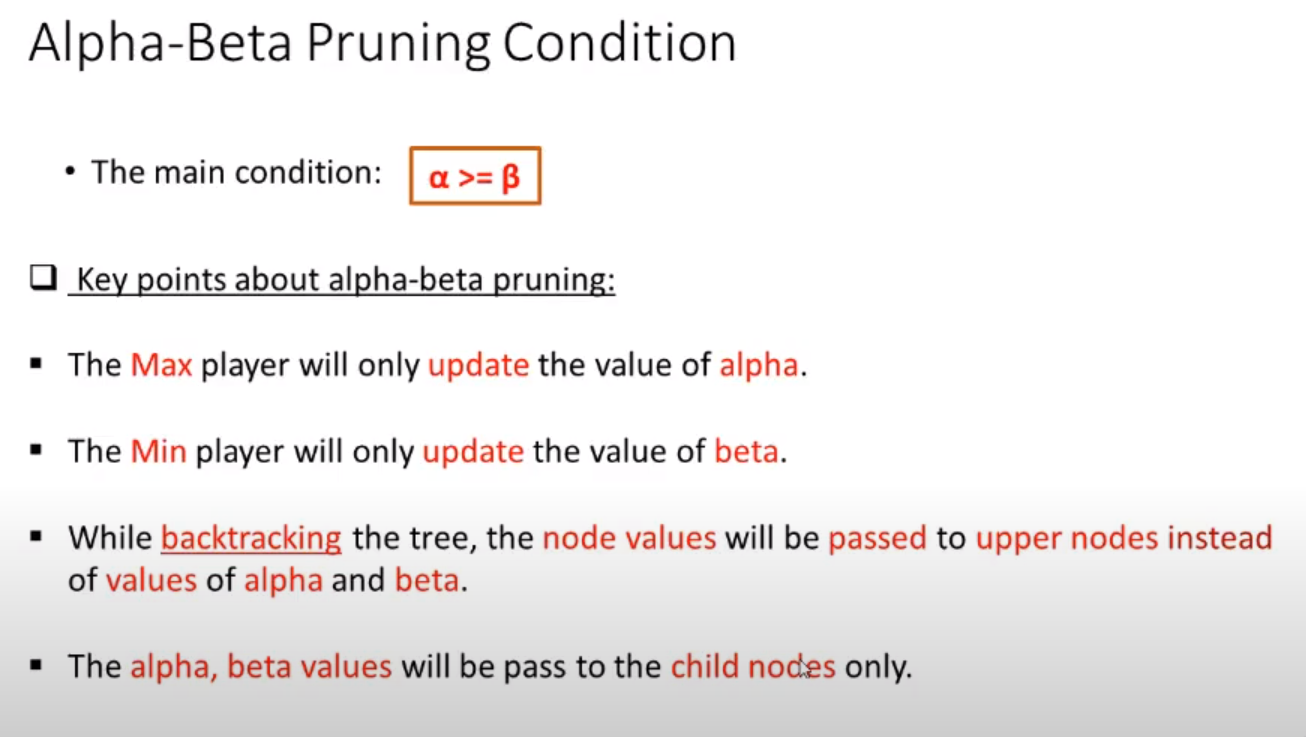 Alpha-Beta Pruning Condition
• The main condition: α >= β
❑ Key points about alpha-beta pruning:
▪ The Max player will only update the value of alpha.
▪ The Min player will only update the value of beta.
▪ While backtracking the tree, the node values will be passed to upper nodes instead
of values of alpha and beta.
▪ The alpha, beta values will be pass to the child nodes only.